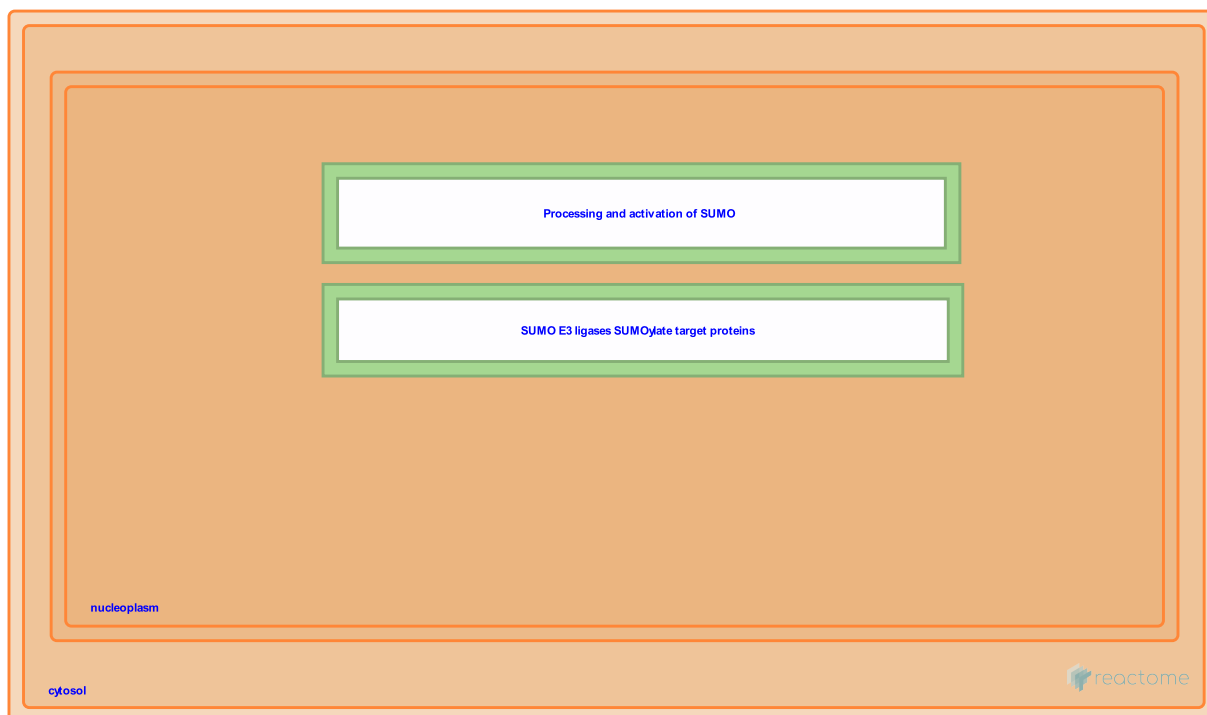 Processing and activation of SUMO
SUMO E3 ligases SUMOylate target proteins
nucleoplasm
cytosol
reactome